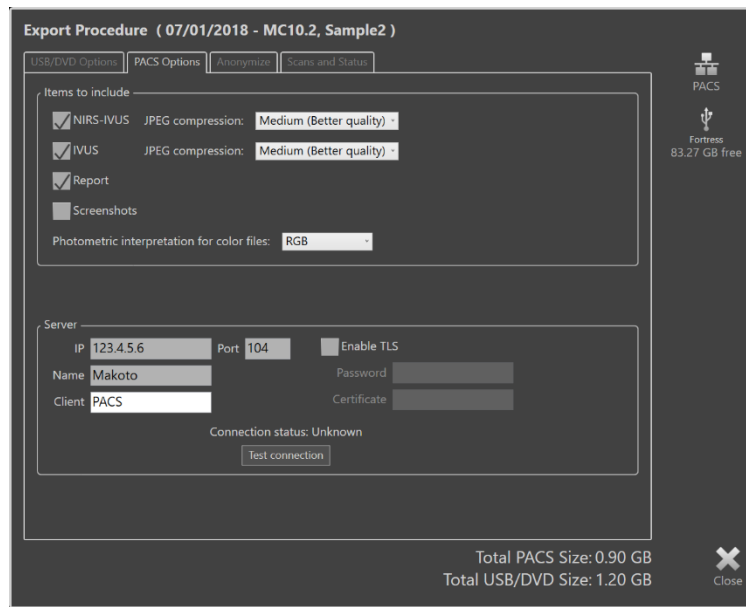 Export Procedure ( 07/01/2018 - MC10.2, Sample2 )
USB/DVD Options PACS Options Anonymize Scans and Status
Items to include
NIRS-IVUS JPEG compression: Medium (Better quality)
IVUS JPEG compression: Medium (Better quality)
Report
Screenshots
Photometric interpretation for color files: RGB
Server
IP 123.4.5.6 Port 104 Enable TLS
Name Makoto Password
Client PACS Certificate
Connection status: Unknown
Test connection
PACS
Fortress
83.27 GB free
Total PACS Size: 0.90 GB
Total USB/DVD Size: 1.20 GB
Close